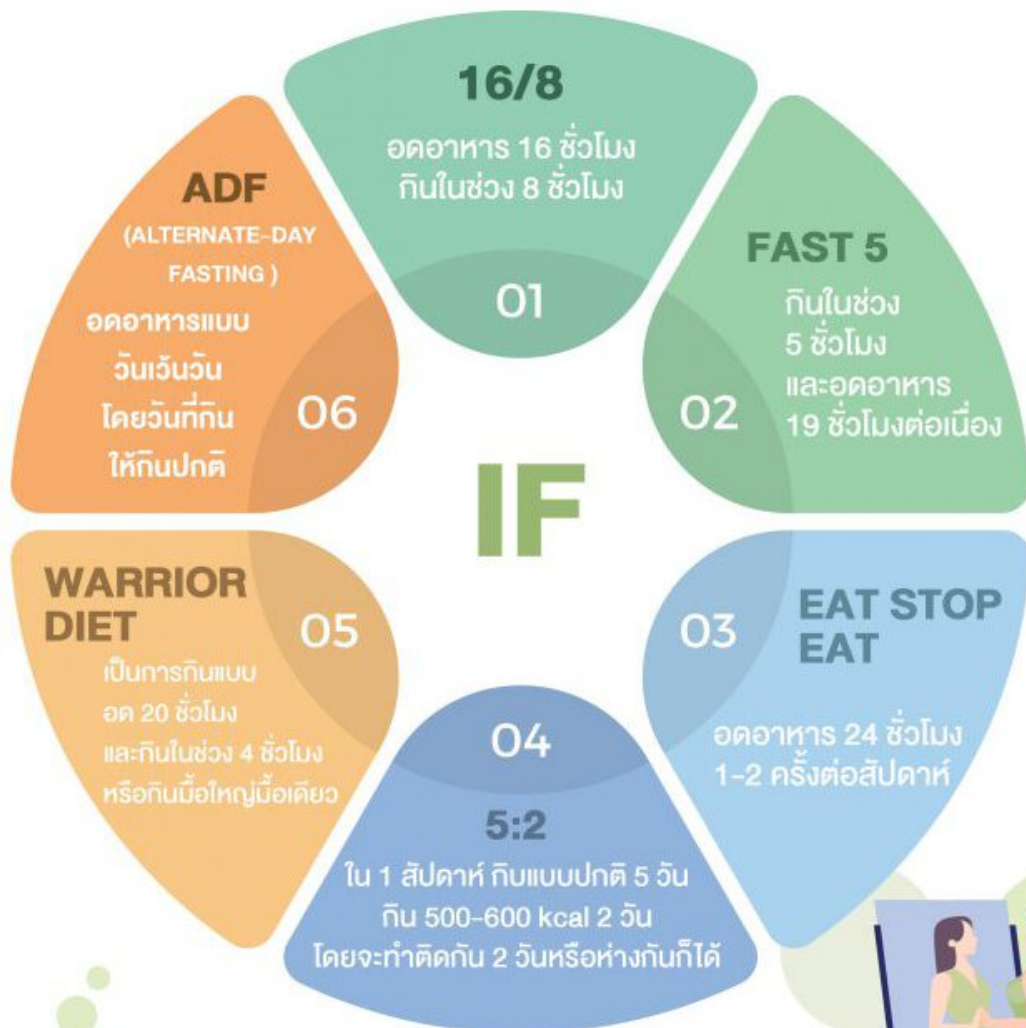 16/8
อดอาหาร 16 ชั่วโมง
กินในช่วง 8 ชั่วโมง
01
FAST 5
กินในช่วง
5 ชั่วโมง
และอดอาหาร
19 ชั่วโมงต่อเนื่อง
02
EAT STOP
EAT
อดอาหาร 24 ชั่วโมง
1-2 ครั้งต่อสัปดาห์
03
04
5:2
ใน 1 สัปดาห์ กิบแบบปกติ 5 วัน
กิน 500-600 kcal 2 วัน
โดยจะทำติดกัน 2 วันหรือห่างกันก็ได้
WARRIOR
DIET
เป็นการกินแบบ
อด 20 ชั่วโมง
และกินในช่วง 4 ชั่วโมง
หรือกินมื้อใหญ่มื้อเดียว
05
ADF
(ALTERNATE-DAY
FASTING )
อดอาหารแบบ
วันเว้นวัน
โดยวันที่กิน
ให้กินปกติ
06
IF